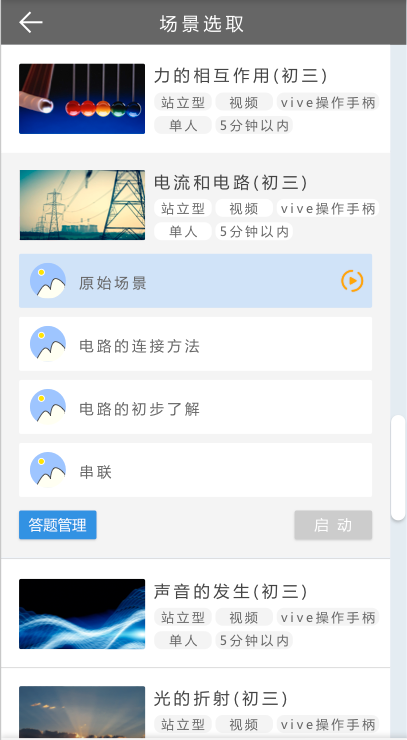 场景选取
力的相互作用(初三)
站立型 视频 vive操作手柄
单人 5分钟以内
电流和电路(初三)
站立型 视频 vive操作手柄
单人 5分钟以内
原始场景
电路的连接方法
电路的初步了解
串联
答题管理 启动
声音的发生(初三)
站立型 视频 vive操作手柄
单人 5分钟以内
光的折射(初三)
站立型 视频 vive操作手柄